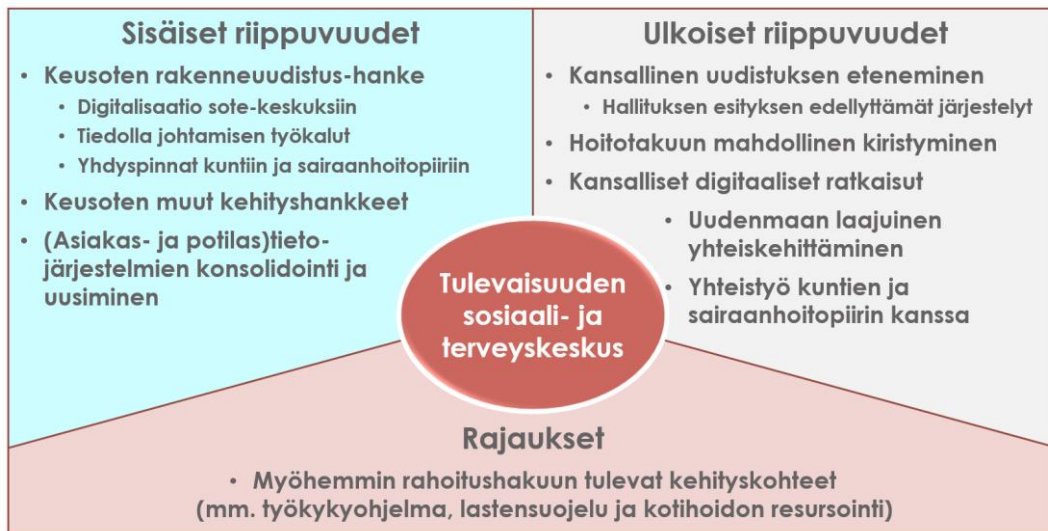 Sisäiset riippuvuudet
• Keusoten rakenneuudistus-hanke
• Digitalisaatio sote-keskuksiin
• Tiedolla johtamisen työkalut
• Yhdyspinnat kuntiin ja sairaanhoitopiiriin
• Keusoten muut kehityshankkeet
• (Asiakas- ja potilas)tieto-
järjestelmien konsolidointi ja
uusiminen
Ulkoiset riippuvuudet
• Kansallinen uudistuksen eteneminen
• Hallituksen esityksen edellyttämät järjestelyt
• Hoitotakuun mahdollinen kiristyminen
• Kansalliset digitaaliset ratkaisut
• Uudenmaan laajuinen
yhteiskehittäminen
• Yhteistyö kuntien ja
sairaanhoitopiirin kanssa
Tulevaisuuden
sosiaali- ja
terveyskeskus
Rajaukset
• Myöhemmin rahoitushakuun tulevat kehityskohteet
(mm. työkykyohjelma, lastensuojelu ja kotihoidon resursointi)